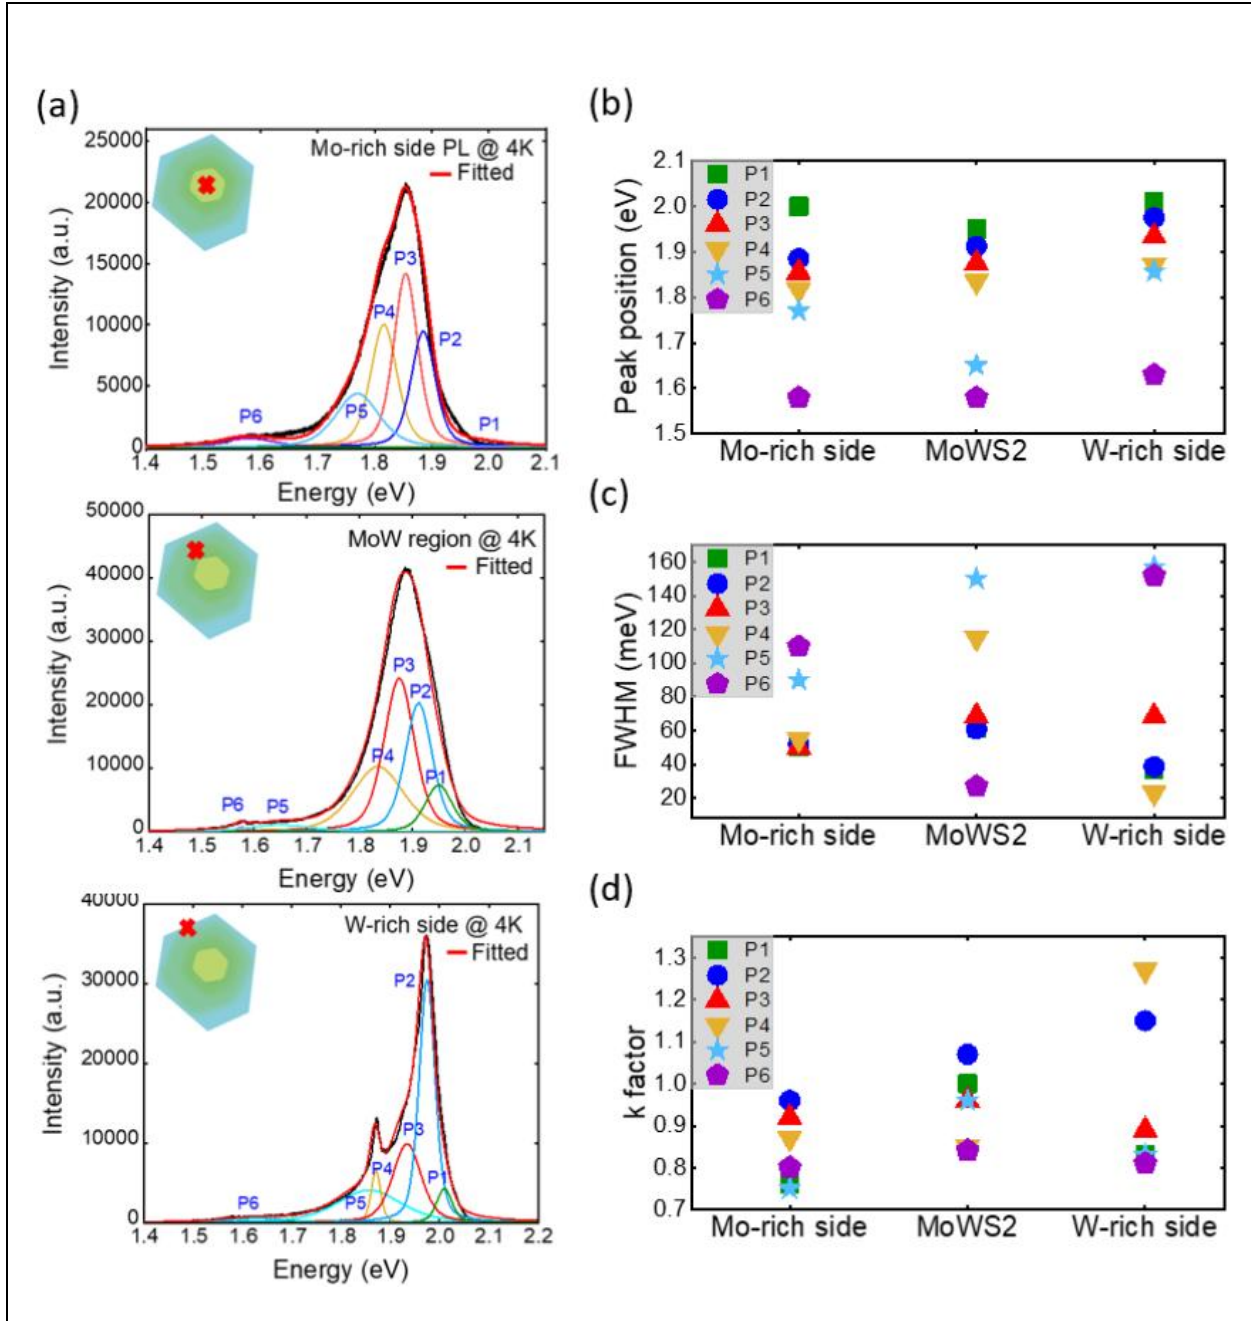 (a)
25000
20000
15000
10000
5000
0
Intensity (a.u.)
Mo-rich side PL @ 4K
Fitted
P3
P4
P2
P5
P6
P1
1.4 1.5 1.6 1.7 1.8 1.9 2.0 2.1
Energy (eV)
50000
40000
30000
20000
10000
0
Intensity (a.u.)
MoW region @ 4K
Fitted
P3
P2
P4
P1
P6
P5
1.4 1.5 1.6 1.7 1.8 1.9 2.0 2.1
Energy (eV)
40000
30000
20000
10000
0
Intensity (a.u.)
W-rich side @ 4K
Fitted
P2
P3
P4
P1
P5
P6
1.4 1.5 1.6 1.7 1.8 1.9 2.0 2.1 2.2
Energy (eV)
(b)
2.1
2.0
1.9
1.8
1.7
1.6
1.5
Peak position (eV)
P1
P2
P3
P4
P5
P6
Mo-rich side MoWS2 W-rich side
(c)
160
140
120
100
80
60
40
20
FWHM (meV)
P1
P2
P3
P4
P5
P6
Mo-rich side MoWS2 W-rich side
(d)
1.3
1.2
1.1
1.0
0.9
0.8
0.7
k factor
P1
P2
P3
P4
P5
P6
Mo-rich side MoWS2 W-rich side